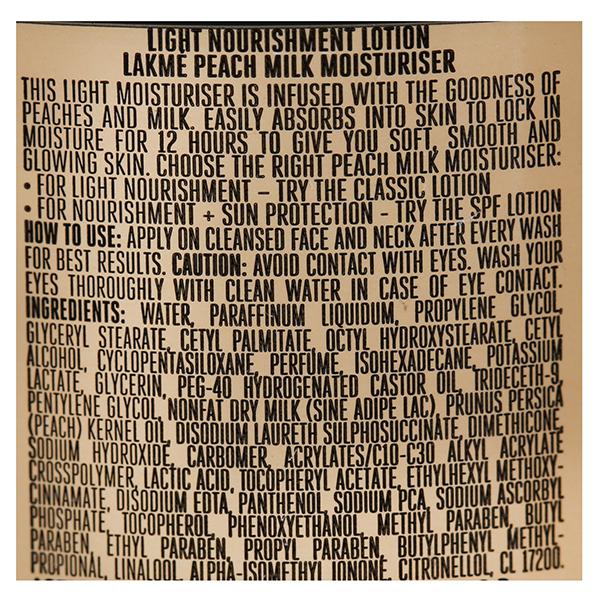 LIGHT NOURISHMENT LOTION
LAKMÉ PEACH MILK MOISTURISER
THIS LIGHT MOISTURISER IS INFUSED WITH THE GOODNESS OF
PEACHES AND MILK. EASILY ABSORBS INTO SKIN TO LOCK IN
MOISTURE FOR 12 HOURS TO GIVE YOU SOFT, SMOOTH AND
GLOWING SKIN. CHOOSE THE RIGHT PEACH MILK MOISTURISER:
• FOR LIGHT NOURISHMENT – TRY THE CLASSIC LOTION
• FOR NOURISHMENT + SUN PROTECTION - TRY THE SPF LOTION
HOW TO USE: APPLY ON CLEANSED FACE AND NECK AFTER EVERY WASH
FOR BEST RESULTS. CAUTION: AVOID CONTACT WITH EYES. WASH YOUR
EYES THOROUGHLY WITH CLEAN WATER IN CASE OF EYE CONTACT.
INGREDIENTS: WATER, PARAFFINUM LIQUIDUM, PROPYLENE GLYCOL,
GLYCERYL STEARATE, CETYL PALMITATE, OCTYL HYDROXYSTEARATE, CETYL
ALCOHOL, CYCLOPENTASILOXANE, PERFUME, ISOHEXADECANE, POTASSIUM
LACTATE, GLYCERIN, PEG-40 HYDROGENATED CASTOR OIL, TRIDECETH-9,
PENTYLENE GLYCOL, NONFAT DRY MILK (SINE ADIPE LAC), PRUNUS PERSICA
(PEACH) KERNEL OIL, DISODIUM LAURETH SULPHOSUCCINATE, DIMETHICONE,
SODIUM HYDROXIDE, CARBOMER, ACRYLATES/C10-C30 ALKYL ACRYLATE
CROSSPOLYMER, LACTIC ACID, TOCOPHERYL ACETATE, ETHYLHEXYL METHOXY-
CINNAMATE, DISODIUM EDTA, PANTHENOL, SODIUM PCA, SODIUM ASCORBYL
PHOSPHATE, TOCOPHEROL, PHENOXYETHANOL, METHYL PARABEN, BUTYL
PARABEN, ETHYL PARABEN, PROPYL PARABEN, BUTYLPHENYL METHYL-
PROPIONAL, LINALOOL, ALPHA-ISOMETHYL IONONE, CITRONELLOL, CL 17200.